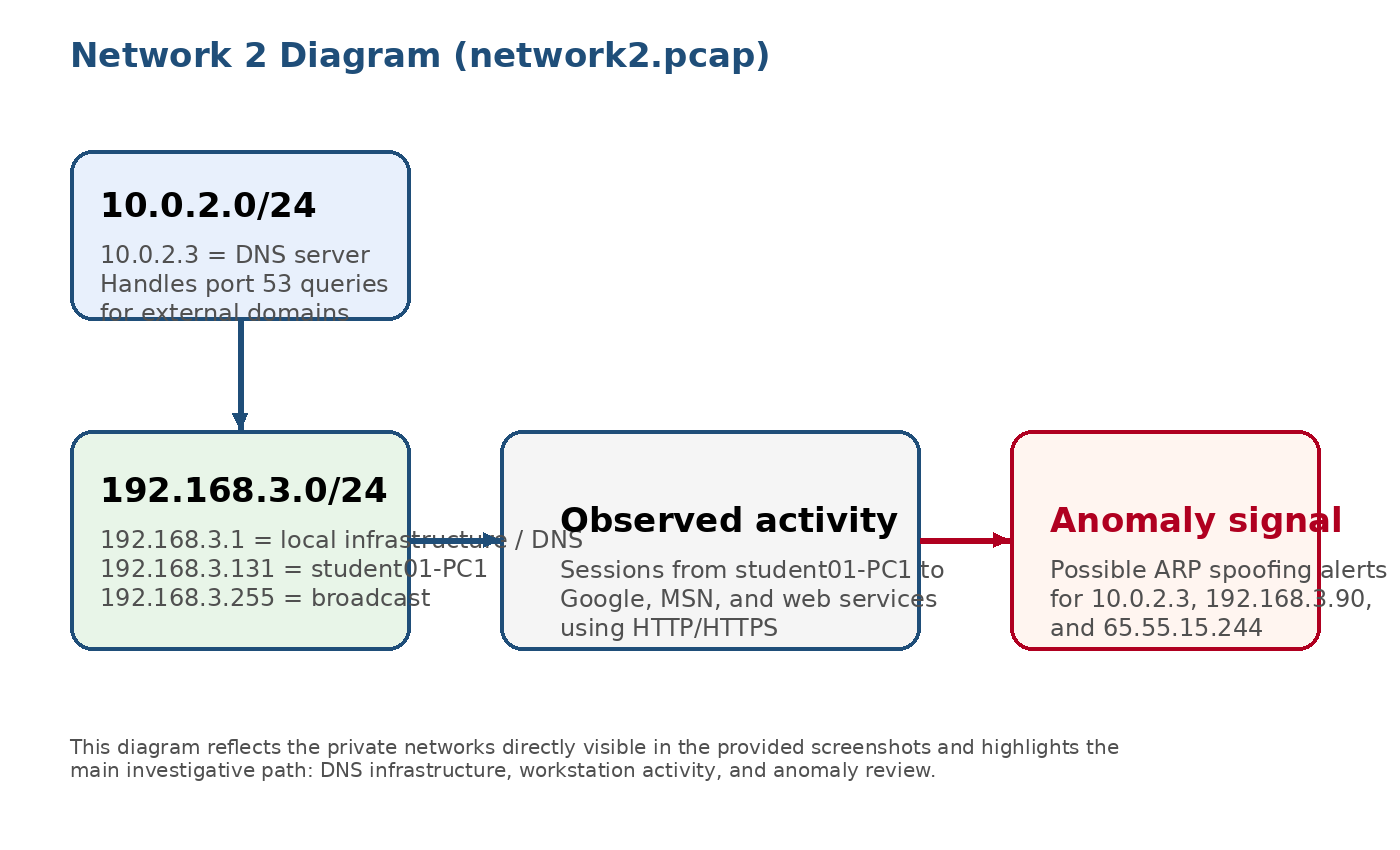 Network 2 Diagram (network2.pcap)
10.0.2.0/24
10.0.2.3 = DNS server
Handles port 53 queries
for external domains
192.168.3.0/24
192.168.3.1 = local infrastructure / DNS
192.168.3.131 = student01-PC1
192.168.3.255 = broadcast
Observed activity
Sessions from student01-PC1 to
Google, MSN, and web services
using HTTP/HTTPS
Anomaly signal
Possible ARP spoofing alerts
for 10.0.2.3, 192.168.3.90,
and 65.55.15.244
This diagram reflects the private networks directly visible in the provided screenshots and highlights the
main investigative path: DNS infrastructure, workstation activity, and anomaly review.